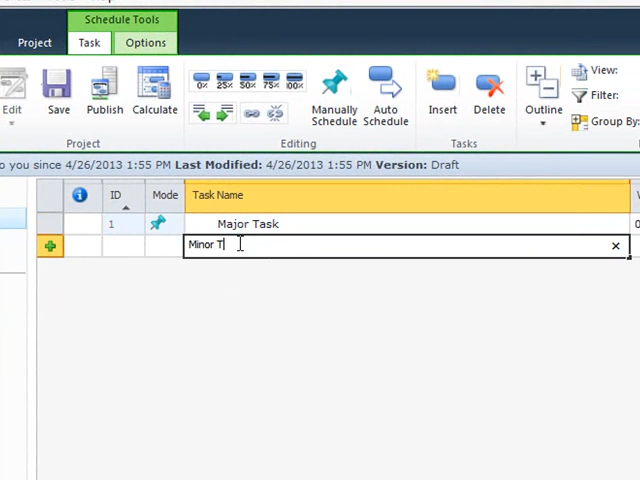 Schedule Tools
Project Task Options
Edit Save Publish Calculate 0% 25% 50% 75% 100% Manually Schedule Auto Schedule Insert Delete Outline View:
Filter:
Group By:
Project Editing Tasks
o you since 4/26/2013 1:55 PM Last Modified: 4/26/2013 1:55 PM Version: Draft
ID Mode Task Name
1 Major Task 0
Minor T